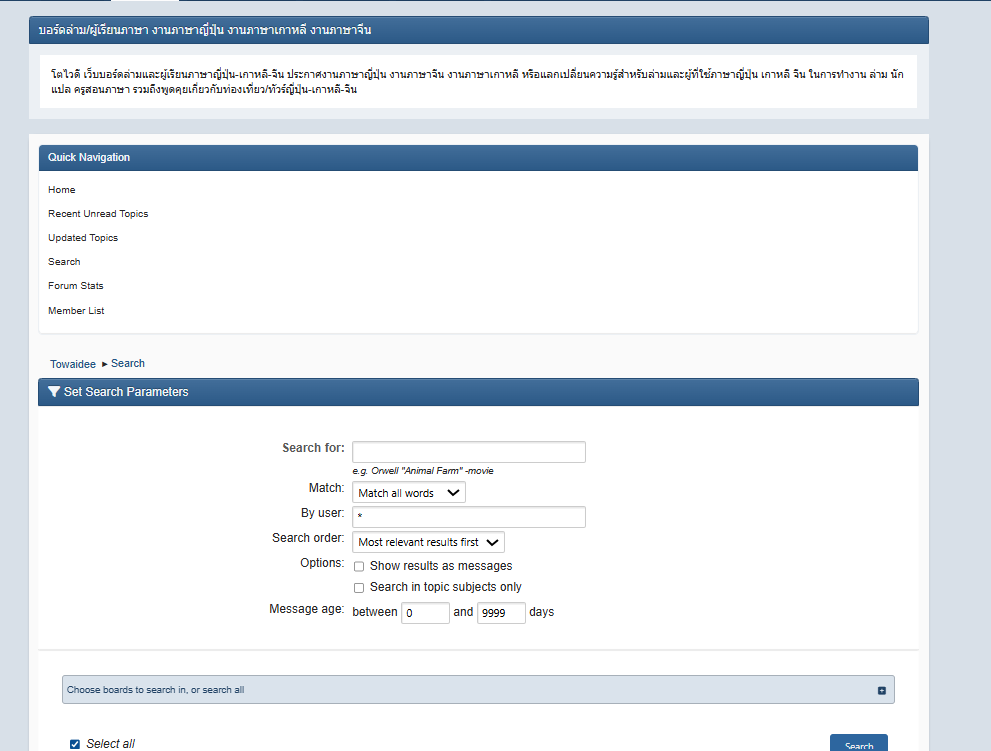 บอร์ดล่าม/ผู้เรียนภาษา งานภาษาญี่ปุ่น งานภาษาเกาหลี งานภาษาจีน
โตไวดี เว็บบอร์ดล่ามและผู้เรียนภาษาญี่ปุ่น-เกาหลี-จีน ประกาศงานภาษาญี่ปุ่น งานภาษาจีน งานภาษาเกาหลี หรือแลกเปลี่ยนความรู้สำหรับล่ามและผู้ที่ใช้ภาษาญี่ปุ่น เกาหลี จีน ในการทำงาน ล่าม นัก
แปล ครูสอนภาษา รวมถึงพูดคุยเกี่ยวกับท่องเที่ยว/ทัวร์ญี่ปุ่น-เกาหลี-จีน
Quick Navigation
Home
Recent Unread Topics
Updated Topics
Search
Forum Stats
Member List
Towaidee ► Search
Set Search Parameters
Search for:
e.g. Orwell "Animal Farm" -movie
Match: Match all words
By user: *
Search order: Most relevant results first
Options: Show results as messages
Search in topic subjects only
Message age: between 0 and 9999 days
Choose boards to search in, or search all
Select all Search